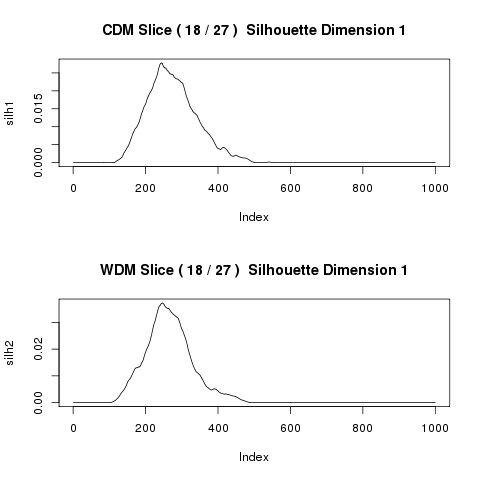 CDM Slice ( 18 / 27 )  Silhouette Dimension 1
silh1
0.015
0.000
0 200 400 600 800 1000
Index
WDM Slice ( 18 / 27 )  Silhouette Dimension 1
silh2
0.02
0.00
0 200 400 600 800 1000
Index